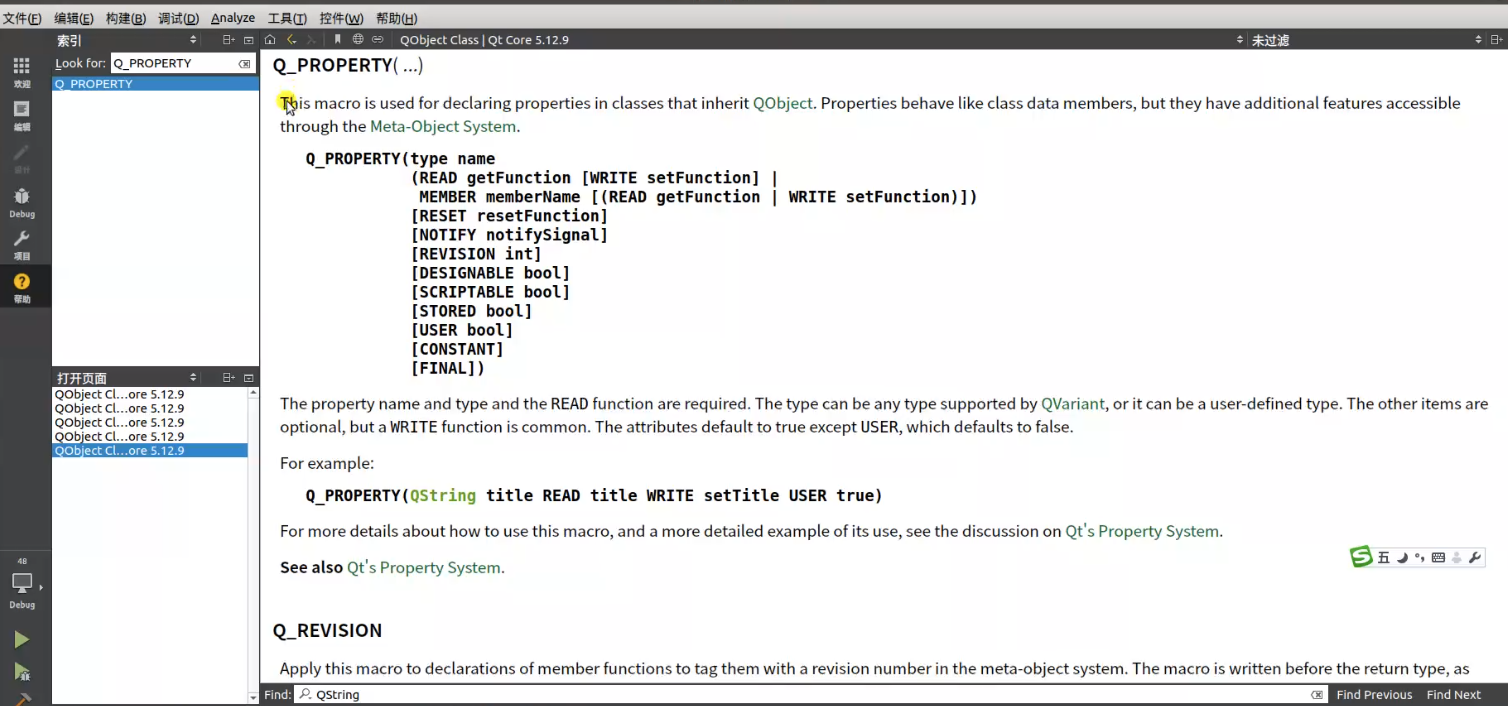 文件(F) 编辑(E) 构建(B) 调试(D) Analyze 工具(T) 控件(W) 帮助(H)
索引
QObject Class | Qt Core 5.12.9
未过滤
Look for: Q_PROPERTY
Q_PROPERTY
欢迎
编辑
Debug
项目
帮助
打开页面
QObject Cl...ore 5.12.9
QObject Cl...ore 5.12.9
QObject Cl...ore 5.12.9
QObject Cl...ore 5.12.9
QObject Cl...ore 5.12.9
48
Debug
Q_PROPERTY( ...)
This macro is used for declaring properties in classes that inherit QObject. Properties behave like class data members, but they have additional features accessible
through the Meta-Object System.
Q_PROPERTY(type name
(READ getFunction [WRITE setFunction] |
MEMBER memberName [(READ getFunction | WRITE setFunction)])
[RESET resetFunction]
[NOTIFY notifySignal]
[REVISION int]
[DESIGNABLE bool]
[SCRIPTABLE bool]
[STORED bool]
[USER bool]
[CONSTANT]
[FINAL])
The property name and type and the READ function are required. The type can be any type supported by QVariant, or it can be a user-defined type. The other items are
optional, but a WRITE function is common. The attributes default to true except USER, which defaults to false.
For example:
Q_PROPERTY(QString title READ title WRITE setTitle USER true)
For more details about how to use this macro, and a more detailed example of its use, see the discussion on Qt's Property System.
See also Qt's Property System.
五
Q_REVISION
Apply this macro to declarations of member functions to tag them with a revision number in the meta-object system. The macro is written before the return type, as
Find: QString
Find Previous Find Next